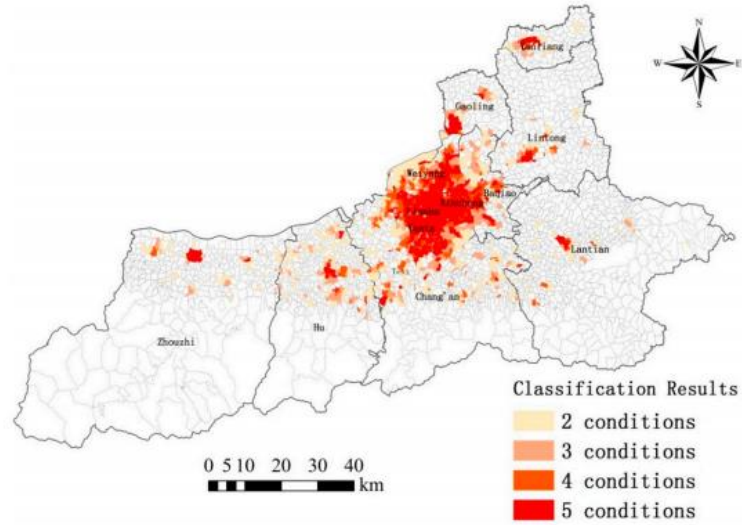 N
W E
S
Yanliang
Gaoling
Lintong
Weiyang
Baqiao
Lantian
Chang'an
Zhouzhi
Hu
Classification Results
2 conditions
3 conditions
4 conditions
5 conditions
0 5 10 20 30 40
km